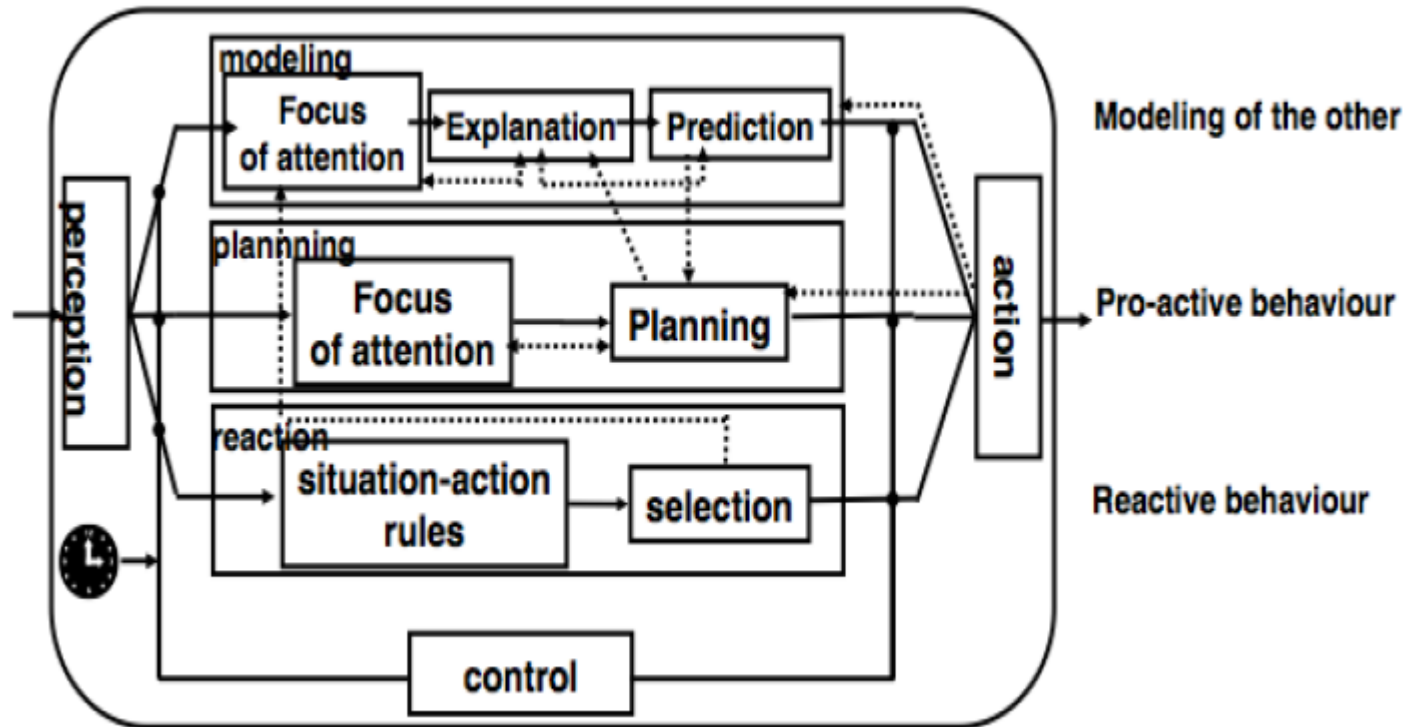 modeling
Focus
of attention
Explanation
Prediction
Modeling of the other
perception
plannning
Focus
of attention
Planning
action
Pro-active behaviour
reaction
situation-action
rules
selection
Reactive behaviour
control